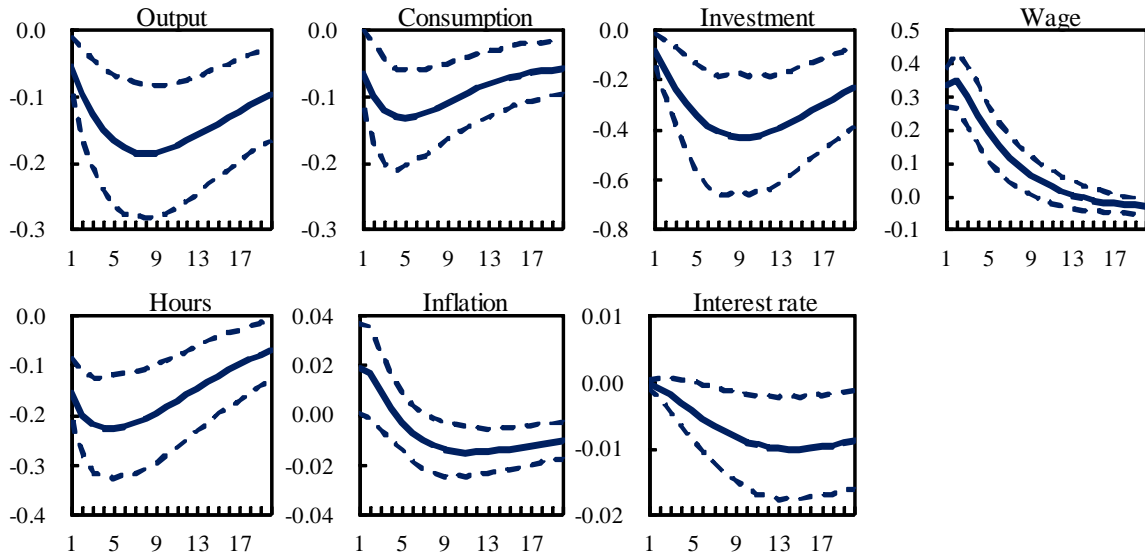 Output Consumption Investment Wage
0.0 0.0 0.0 0.5
0.4
-0.1 -0.1 -0.2 0.3
-0.4 0.2
-0.2 -0.2 0.1
-0.6 0.0
-0.3 -0.3 -0.8 -0.1
1 5 9 13 17 1 5 9 13 17 1 5 9 13 17 1 5 9 13 17
Hours Inflation Interest rate
0.0 0.04 0.01
-0.1 0.02 0.00
-0.2 0.00
-0.3 -0.02 -0.01
-0.4 -0.04 -0.02
1 5 9 13 17 1 5 9 13 17 1 5 9 13 17